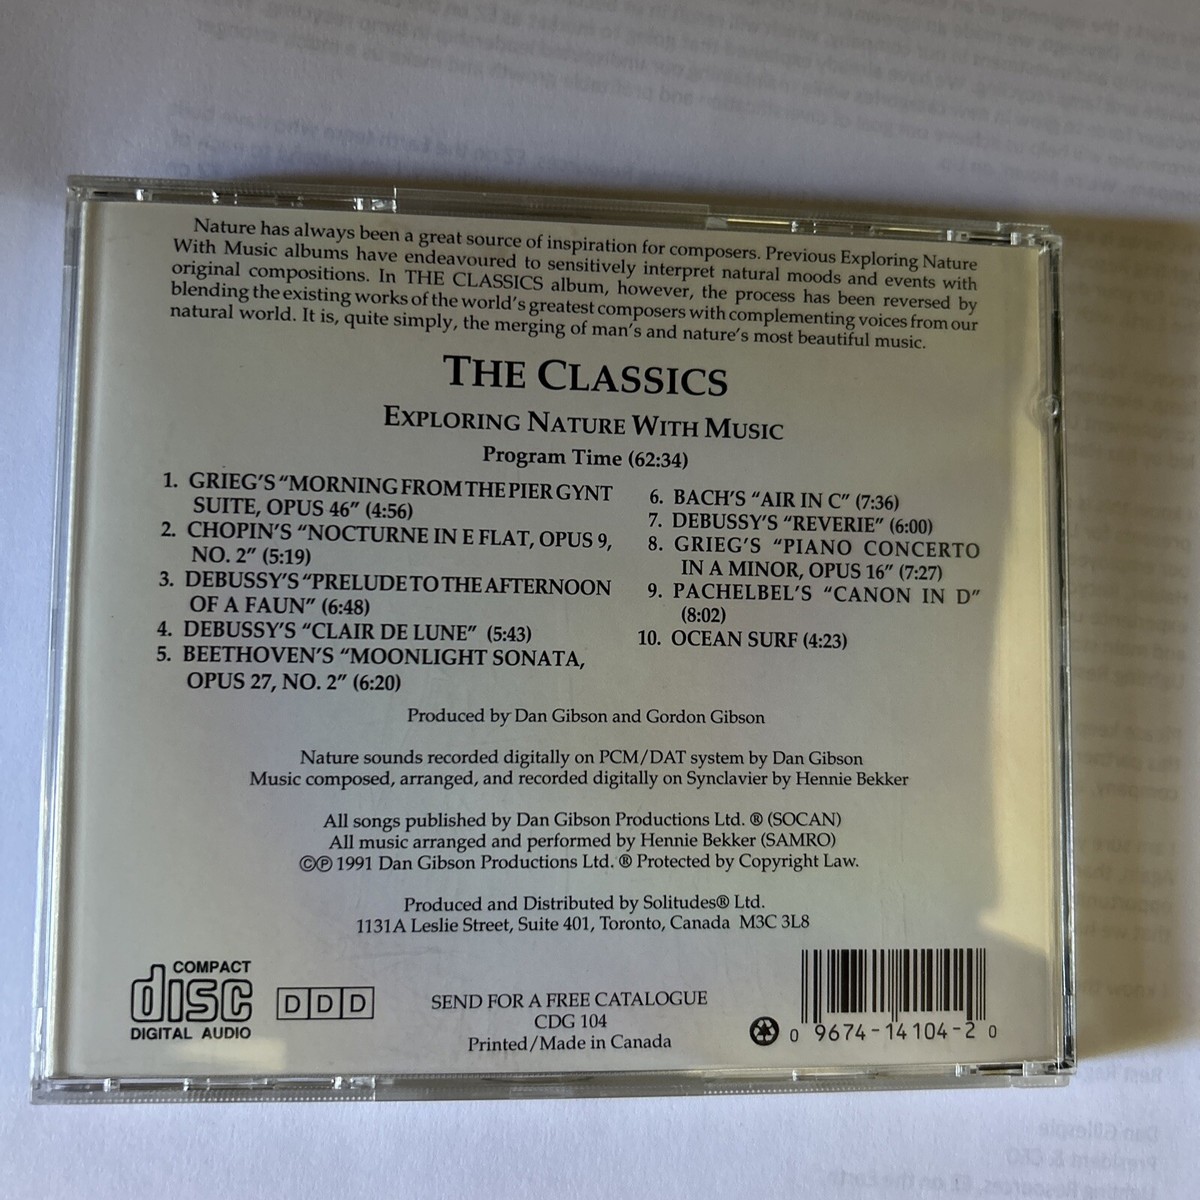 Nature has always been a great source of inspiration for composers. Previous Exploring Nature
With Music albums have endeavoured to sensitively interpret natural moods and events with
original compositions. In THE CLASSICS album, however, the process has been reversed by
blending the existing works of the world's greatest composers with complementing voices from our
natural world. It is, quite simply, the merging of man's and nature's most beautiful music.
THE CLASSICS
EXPLORING NATURE WITH MUSIC
Program Time (62:34)
1. GRIEG'S "MORNING FROM THE PIER GYNT
SUITE, OPUS 46" (4:56)
2. CHOPIN'S "NOCTURNE IN E FLAT, OPUS 9,
NO. 2" (5:19)
3. DEBUSSY'S "PRELUDE TO THE AFTERNOON
OF A FAUN" (6:48)
4. DEBUSSY'S "CLAIR DE LUNE" (5:43)
5. BEETHOVEN'S "MOONLIGHT SONATA,
OPUS 27, NO. 2" (6:20)
6. BACH'S "AIR IN C" (7:36)
7. DEBUSSY'S "REVERIE" (6:00)
8. GRIEG'S "PIANO CONCERTO
IN A MINOR, OPUS 16" (7:27)
9. PACHELBEL'S "CANON IN D"
(8:02)
10. OCEAN SURF (4:23)
Produced by Dan Gibson and Gordon Gibson
Nature sounds recorded digitally on PCM/DAT system by Dan Gibson
Music composed, arranged, and recorded digitally on Synclavier by Hennie Bekker
All songs published by Dan Gibson Productions Ltd. ® (SOCAN)
All music arranged and performed by Hennie Bekker (SAMRO)
©℗ 1991 Dan Gibson Productions Ltd. ® Protected by Copyright Law.
Produced and Distributed by Solitudes® Ltd.
1131A Leslie Street, Suite 401, Toronto, Canada M3C 3L8
COMPACT
disc
DIGITAL AUDIO
DDD
SEND FOR A FREE CATALOGUE
CDG 104
Printed/Made in Canada
0 9674-14104-2 0
Dan Gillespie
President & CEO